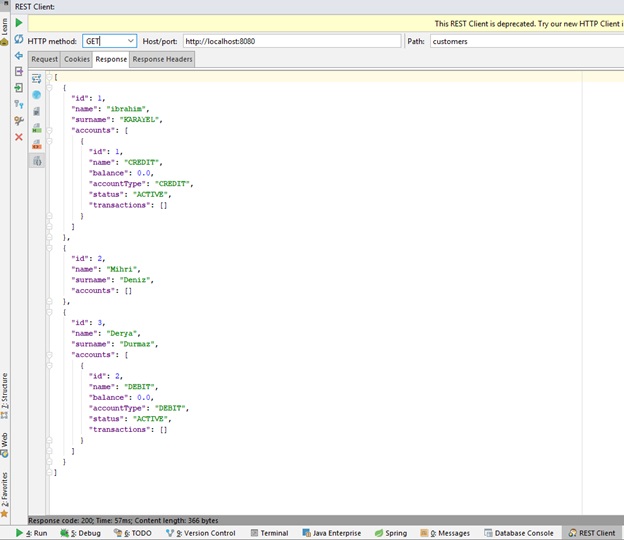 REST Client:
This REST Client is deprecated. Try our new HTTP Client i
HTTP method: GET Host/port: http://localhost:8080 Path: customers
Request Cookies Response Response Headers
[
{
"id": 1,
"name": "ibrahim",
"surname": "KARAYEL",
"accounts": [
{
"id": 1,
"name": "CREDIT",
"balance": 0.0,
"accountType": "CREDIT",
"status": "ACTIVE",
"transactions": []
}
]
},
{
"id": 2,
"name": "Mihri",
"surname": "Deniz",
"accounts": []
},
{
"id": 3,
"name": "Derya",
"surname": "Durmaz",
"accounts": [
{
"id": 2,
"name": "DEBIT",
"balance": 0.0,
"accountType": "DEBIT",
"status": "ACTIVE",
"transactions": []
}
]
}
]
Response code: 200; Time: 57ms; Content length: 366 bytes
Learn
7: Structure
Web
2: Favorites
4: Run 5: Debug 6: TODO 9: Version Control Terminal Java Enterprise Spring 0: Messages Database Console REST Client